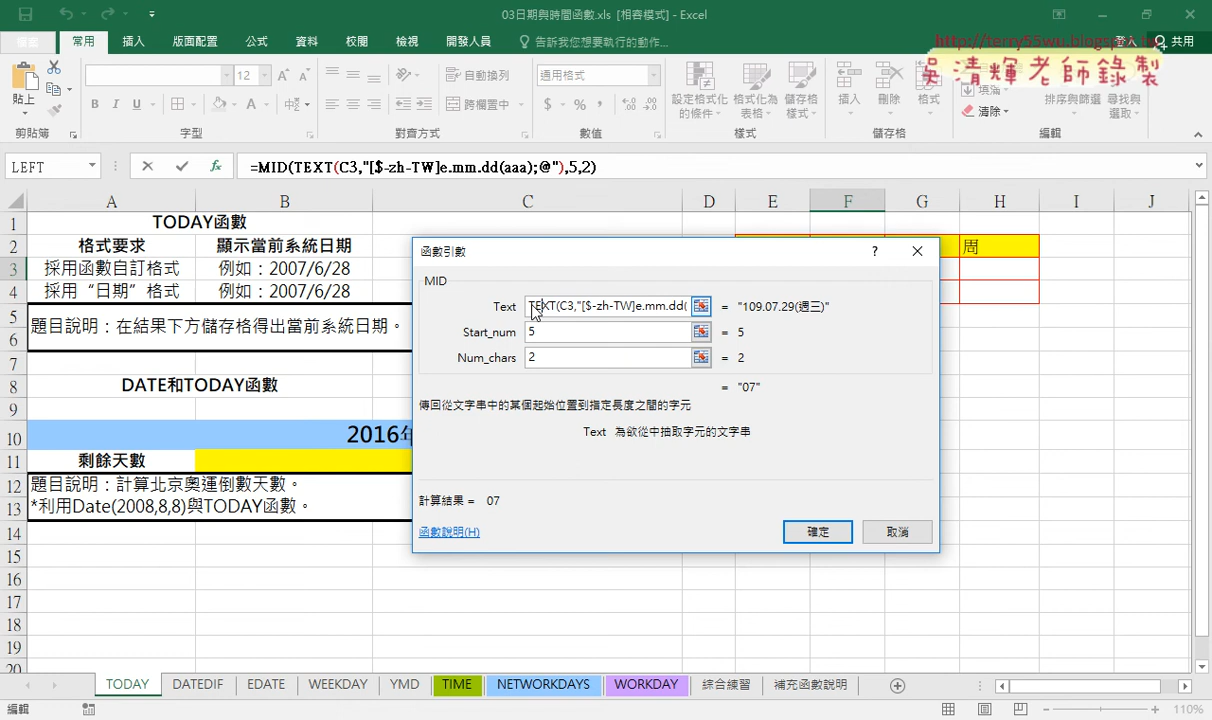 03日期與時間函數.xls [相容模式] - Excel
http://terry55wu.blogspot.tw
吳清輝老師錄製
檔案 常用 插入 版面配置 公式 資料 校閱 檢視 開發人員 告訴我您想要執行的動作... 登入 共用
貼上 12 自動換列 通用格式 設定格式化的條件 格式化為表格 儲存格樣式 插入 刪除 格式 填滿 清除 排序與篩選 尋找與選取
跨欄置中
剪貼簿 字型 對齊方式 數值 樣式 儲存格 編輯
LEFT =MID(TEXT(C3,"[$-zh-TW]e.mm.dd(aaa);@"),5,2)
A B C D E F G H I J
1 TODAY函數
2 格式要求 顯示當前系統日期 周
3 採用函數自訂格式 例如：2007/6/28
4 採用“日期”格式 例如：2007/6/28
5 題目說明：在結果下方儲存格得出當前系統日期。
6
7
8 DATE和TODAY函數
9
10 2016年
11 剩餘天數
12 題目說明：計算北京奧運倒數天數。
13 *利用Date(2008,8,8)與TODAY函數。
14
15
16
17
18
19
20
函數引數 ?
MID
Text TEXT(C3,"[$-zh-TW]e.mm.dd( = "109.07.29(週三)"
Start_num 5 = 5
Num_chars 2 = 2
= "07"
傳回從文字串中的某個起始位置到指定長度之間的字元
Text 為欲從中抽取字元的文字串
計算結果 = 07
函數說明(H) 確定 取消
TODAY DATEDIF EDATE WEEKDAY YMD TIME NETWORKDAYS WORKDAY 綜合練習 補充函數說明
編輯 110%